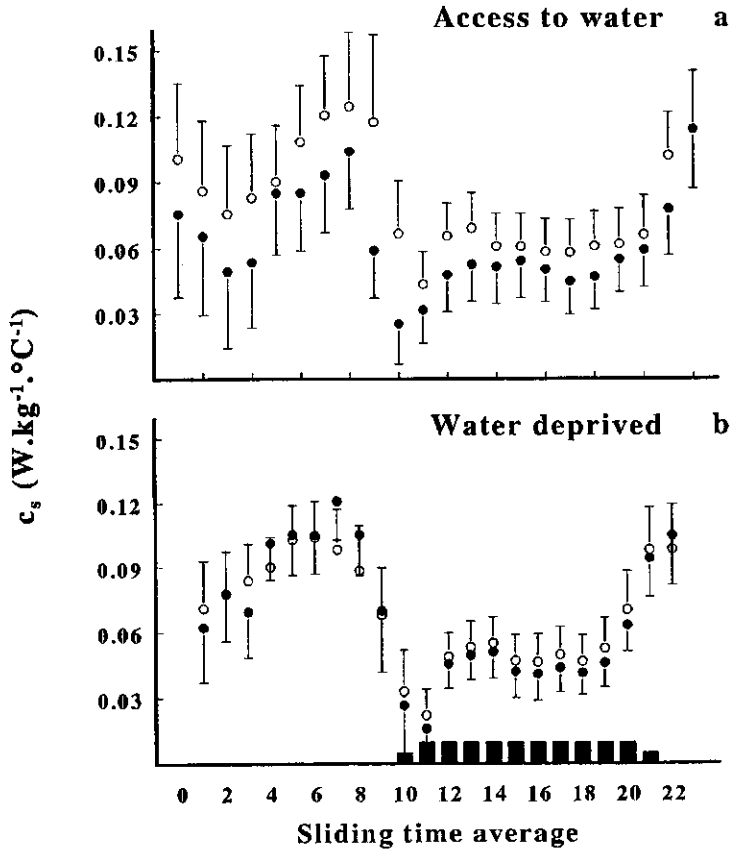 Access to water a
0.15
0.12
0.09
0.06
0.03
c_s (W.kg⁻¹.°C⁻¹)
Water deprived b
0.15
0.12
0.09
0.06
0.03
0 2 4 6 8 10 12 14 16 18 20 22
Sliding time average